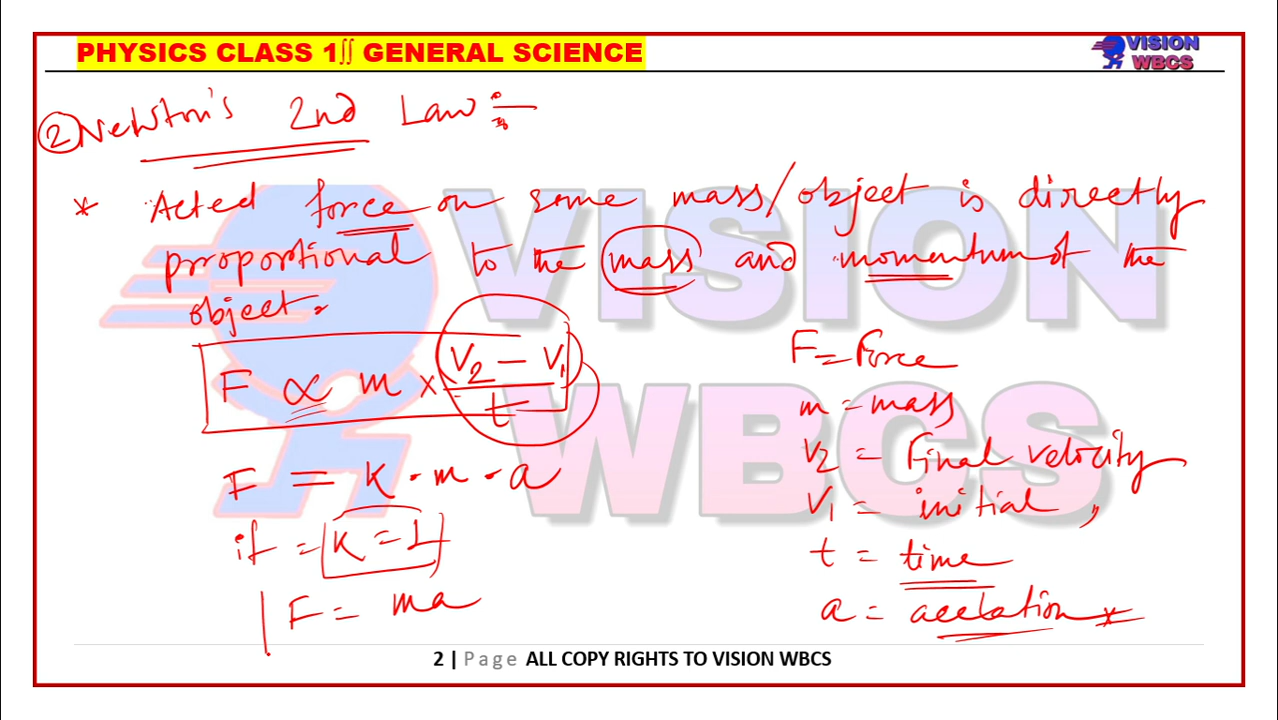 PHYSICS CLASS 1∬ GENERAL SCIENCE
VISION
WBCS
② Newton's 2nd Law :-
* Acted force on some mass/object is directly
proportional to the mass and momentum of the
object.
F ∝ m × (V₂ - V₁)/t
F = K · m · a
if = K = 1
F = ma
F = Force
m = mass
V₂ = Final velocity
V₁ = initial „
t = time
a = accelation *
VISION
WBCS
2 | Page ALL COPY RIGHTS TO VISION WBCS